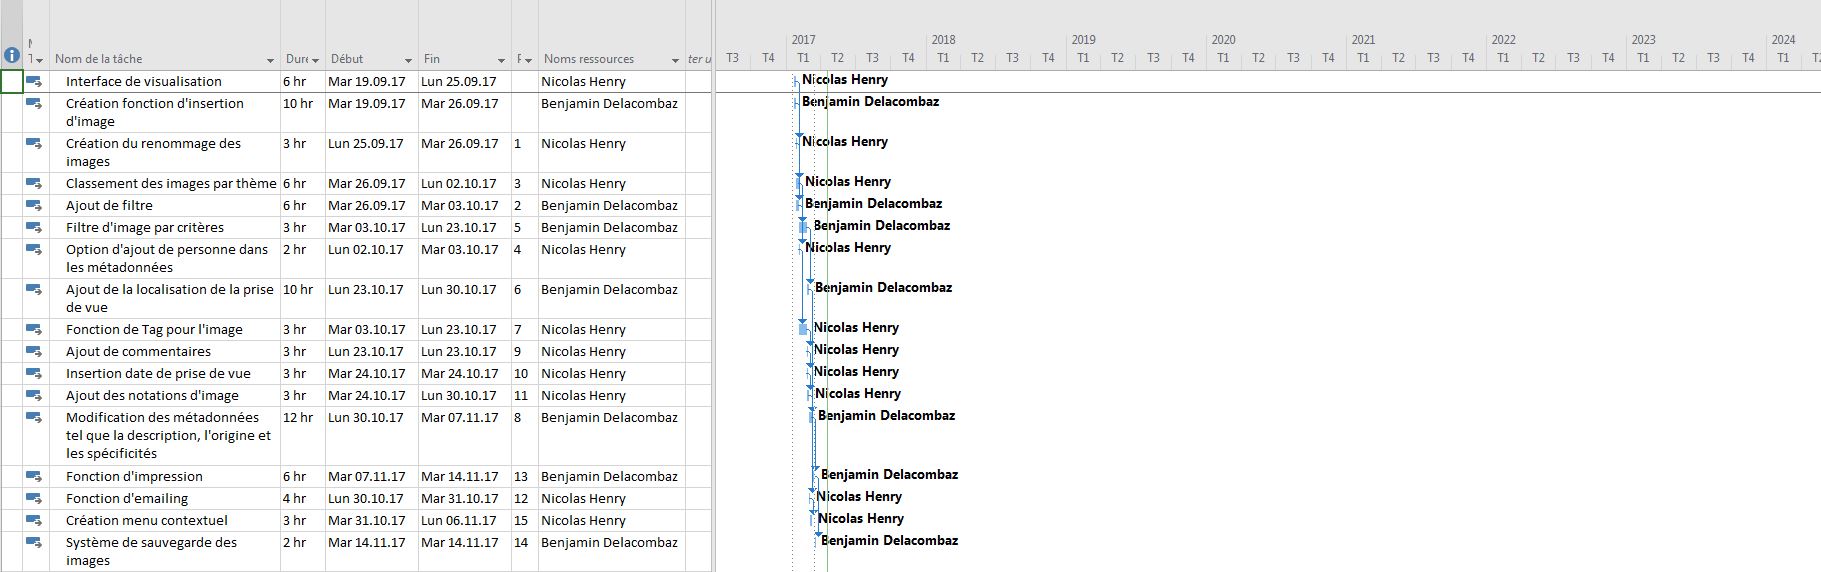 2017 2018 2019 2020 2021 2022 2023 2024
Nom de la tâche Duré Début Fin Noms ressources ter u T3 T4 T1 T2 T3 T4 T1 T2 T3 T4 T1 T2 T3 T4 T1 T2 T3 T4 T1 T2 T3 T4 T1 T2 T3 T4 T1 T2 T3 T4 T1
Interface de visualisation 6 hr Mar 19.09.17 Lun 25.09.17 Nicolas Henry Nicolas Henry
Création fonction d'insertion 10 hr Mar 19.09.17 Mar 26.09.17 Benjamin Delacombaz Benjamin Delacombaz
d'image
Création du renommage des 3 hr Lun 25.09.17 Mar 26.09.17 1 Nicolas Henry Nicolas Henry
images
Classement des images par thème 6 hr Mar 26.09.17 Lun 02.10.17 3 Nicolas Henry Nicolas Henry
Ajout de filtre 6 hr Mar 26.09.17 Mar 03.10.17 2 Benjamin Delacombaz Benjamin Delacombaz
Filtre d'image par critères 3 hr Mar 03.10.17 Lun 23.10.17 5 Benjamin Delacombaz Benjamin Delacombaz
Option d'ajout de personne dans 2 hr Lun 02.10.17 Mar 03.10.17 4 Nicolas Henry Nicolas Henry
les métadonnées
Ajout de la localisation de la prise 10 hr Lun 23.10.17 Lun 30.10.17 6 Benjamin Delacombaz Benjamin Delacombaz
de vue
Fonction de Tag pour l'image 3 hr Mar 03.10.17 Lun 23.10.17 7 Nicolas Henry Nicolas Henry
Ajout de commentaires 3 hr Lun 23.10.17 Lun 23.10.17 9 Nicolas Henry Nicolas Henry
Insertion date de prise de vue 3 hr Mar 24.10.17 Mar 24.10.17 10 Nicolas Henry Nicolas Henry
Ajout des notations d'image 3 hr Mar 24.10.17 Lun 30.10.17 11 Nicolas Henry Nicolas Henry
Modification des métadonnées 12 hr Lun 30.10.17 Mar 07.11.17 8 Benjamin Delacombaz Benjamin Delacombaz
tel que la description, l'origine et
les spécificités
Fonction d'impression 6 hr Mar 07.11.17 Mar 14.11.17 13 Benjamin Delacombaz Benjamin Delacombaz
Fonction d'emailing 4 hr Lun 30.10.17 Mar 31.10.17 12 Nicolas Henry Nicolas Henry
Création menu contextuel 3 hr Mar 31.10.17 Lun 06.11.17 15 Nicolas Henry Nicolas Henry
Système de sauvegarde des 2 hr Mar 14.11.17 Mar 14.11.17 14 Benjamin Delacombaz Benjamin Delacombaz
images